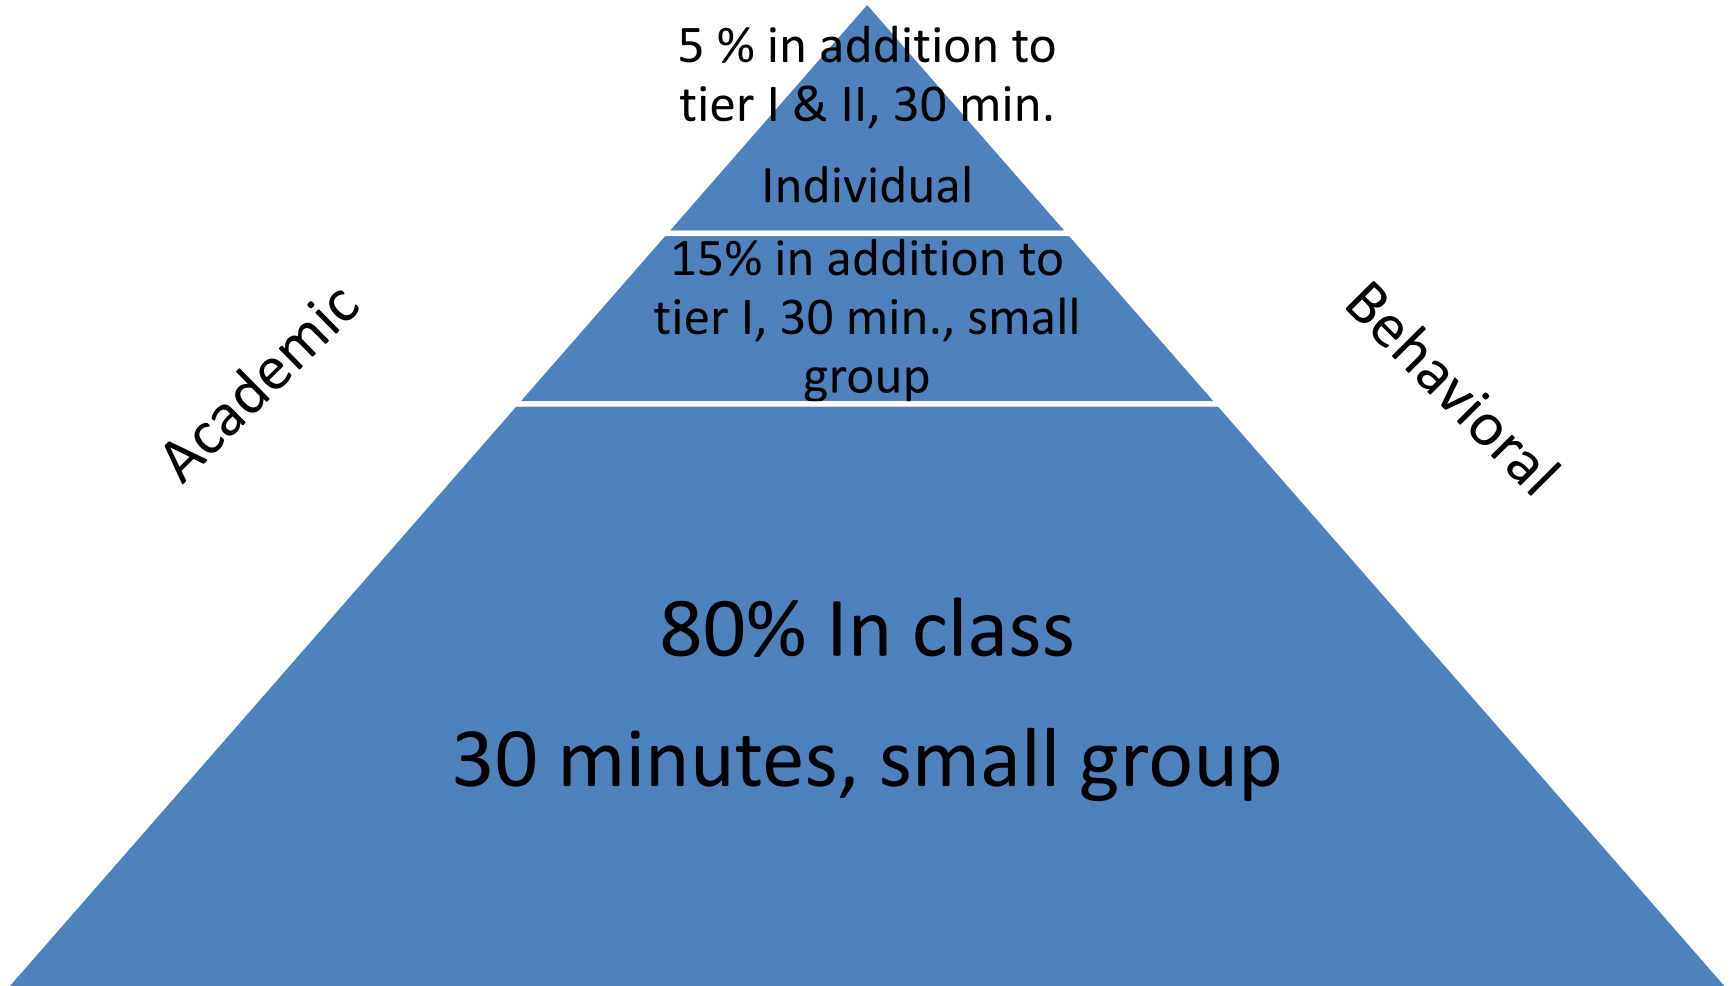 5 % in addition to
tier I & II, 30 min.
Individual
15% in addition to
tier I, 30 min., small
group
Academic
Behavioral
80% In class
30 minutes, small group